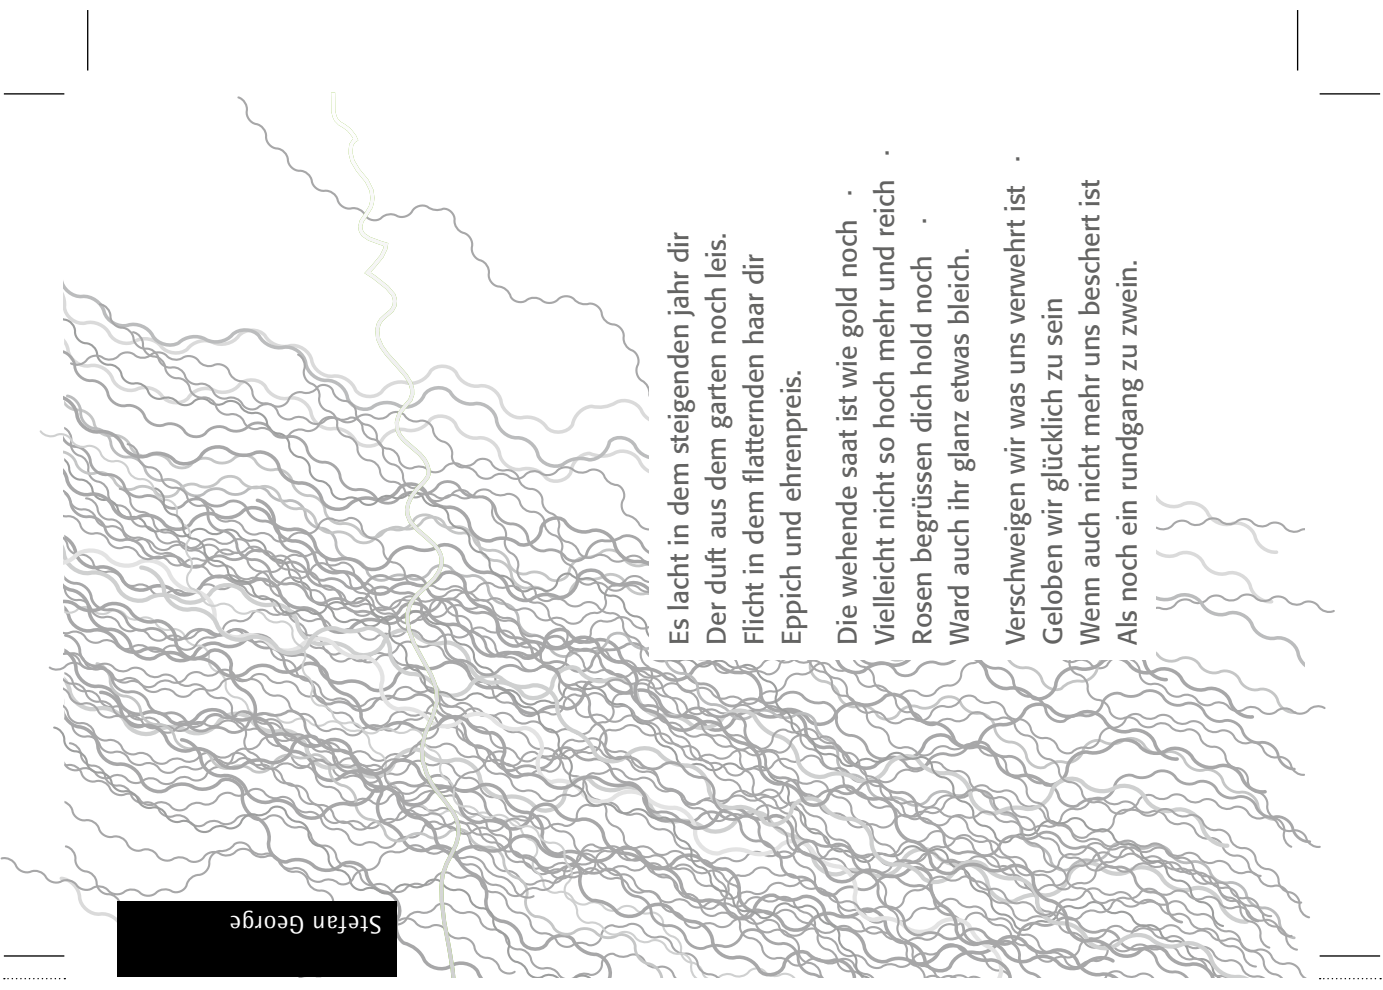 Es lacht in dem steigenden jahr dir
Der duft aus dem garten noch leis.
Flicht in dem flatternden haar dir
Eppich und ehrenpreis.
Die wehende saat ist wie gold noch .
Vielleicht nicht so hoch mehr und reich .
Rosen begrüssen dich hold noch .
Ward auch ihr glanz etwas bleich.
Verschweigen wir was uns verwehrt ist .
Geloben wir glücklich zu sein
Wenn auch nicht mehr uns beschert ist
Als noch ein rundgang zu zwein.
Stefan George